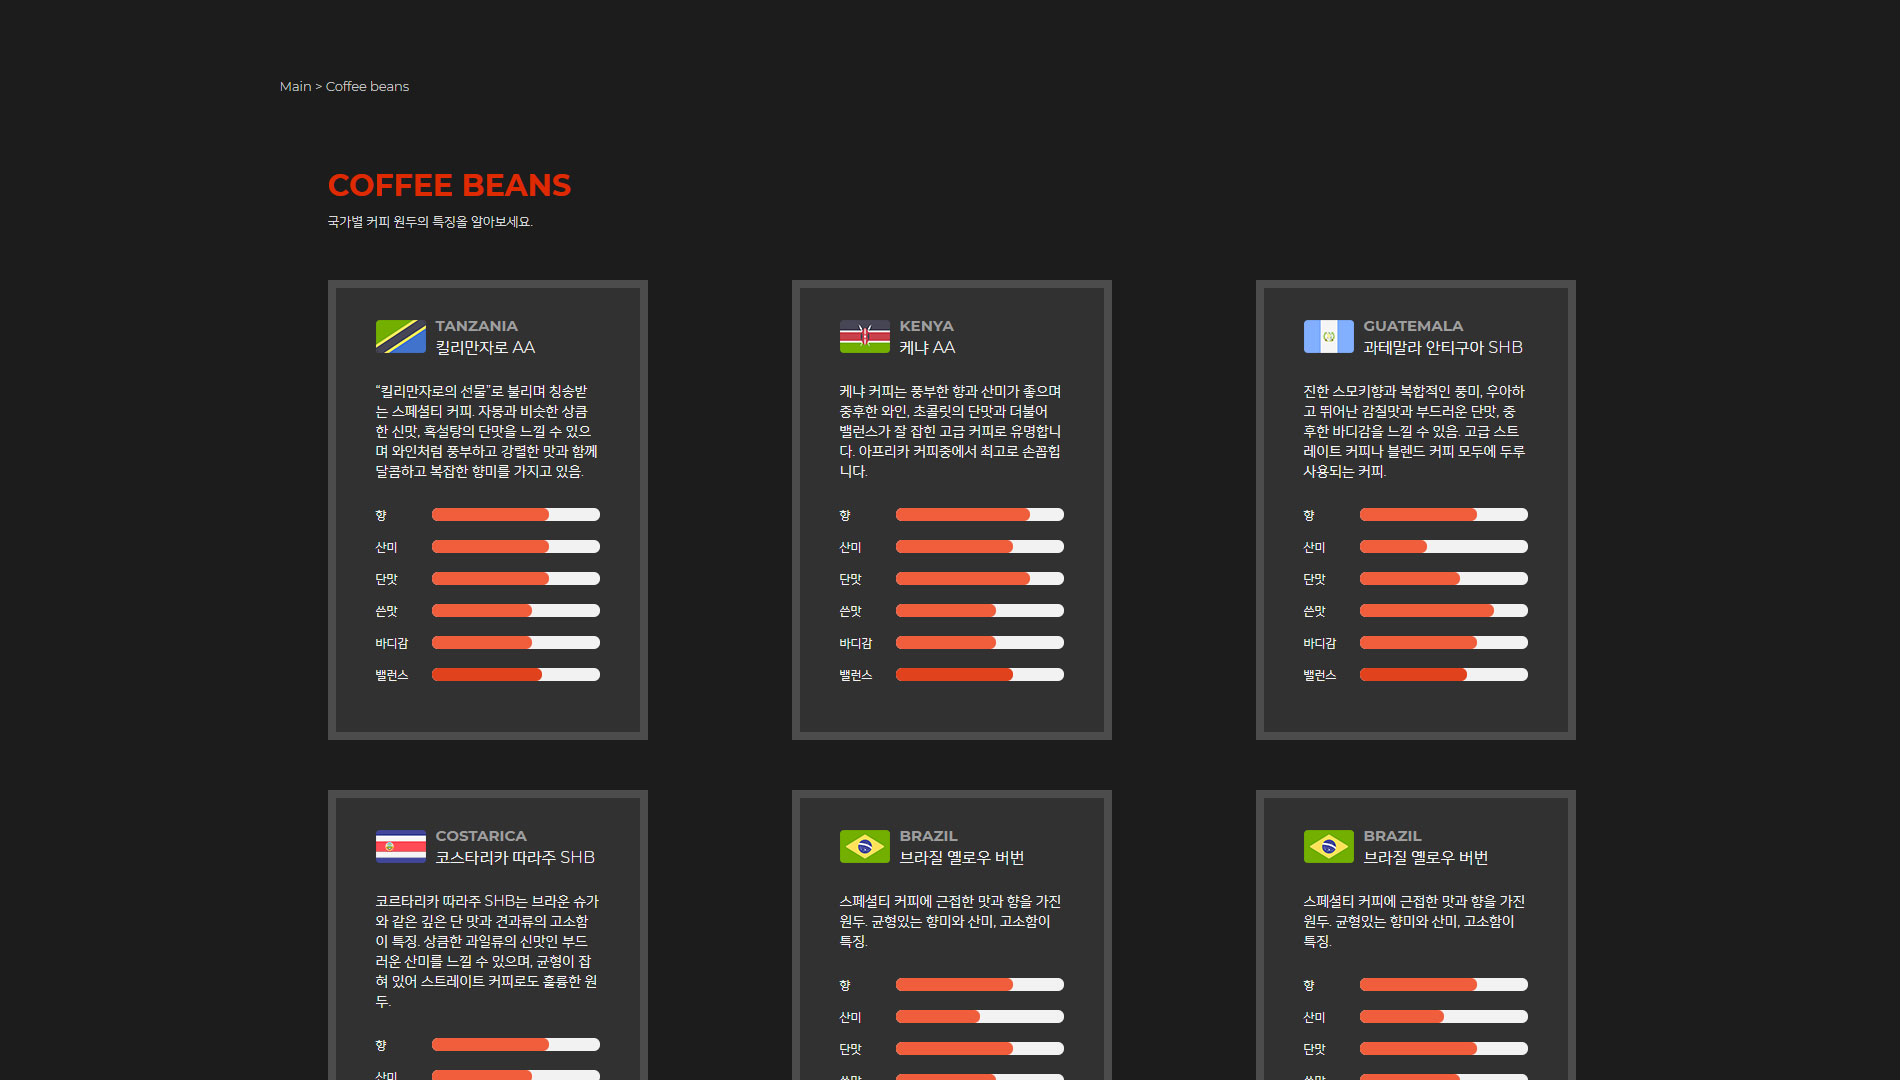 Main > Coffee beans
COFFEE BEANS
국가별 커피 원두의 특징을 알아보세요.
TANZANIA
킬리만자로 AA
“킬리만자로의 선물”로 불리며 칭송받
는 스페셜티 커피. 자몽과 비슷한 상큼
한 신맛, 흑설탕의 단맛을 느낄 수 있으
며 와인처럼 풍부하고 강렬한 맛과 함께
달콤하고 복잡한 향미를 가지고 있음.
향
산미
단맛
쓴맛
바디감
밸런스
KENYA
케냐 AA
케냐 커피는 풍부한 향과 산미가 좋으며
중후한 와인, 초콜릿의 단맛과 더불어
밸런스가 잘 잡힌 고급 커피로 유명합니
다. 아프리카 커피중에서 최고로 손꼽힙
니다.
향
산미
단맛
쓴맛
바디감
밸런스
GUATEMALA
과테말라 안티구아 SHB
진한 스모키향과 복합적인 풍미, 우아하
고 뛰어난 감칠맛과 부드러운 단맛, 중
후한 바디감을 느낄 수 있음. 고급 스트
레이트 커피나 블렌드 커피 모두에 두루
사용되는 커피.
향
산미
단맛
쓴맛
바디감
밸런스
COSTARICA
코스타리카 따라주 SHB
코르타리카 따라주 SHB는 브라운 슈가
와 같은 깊은 단 맛과 견과류의 고소함
이 특징. 상큼한 과일류의 신맛인 부드
러운 산미를 느낄 수 있으며, 균형이 잡
혀 있어 스트레이트 커피로도 훌륭한 원
두.
향
산미
BRAZIL
브라질 옐로우 버번
스페셜티 커피에 근접한 맛과 향을 가진
원두. 균형있는 향미와 산미, 고소함이
특징.
향
산미
단맛
쓴맛
BRAZIL
브라질 옐로우 버번
스페셜티 커피에 근접한 맛과 향을 가진
원두. 균형있는 향미와 산미, 고소함이
특징.
향
산미
단맛
쓴맛